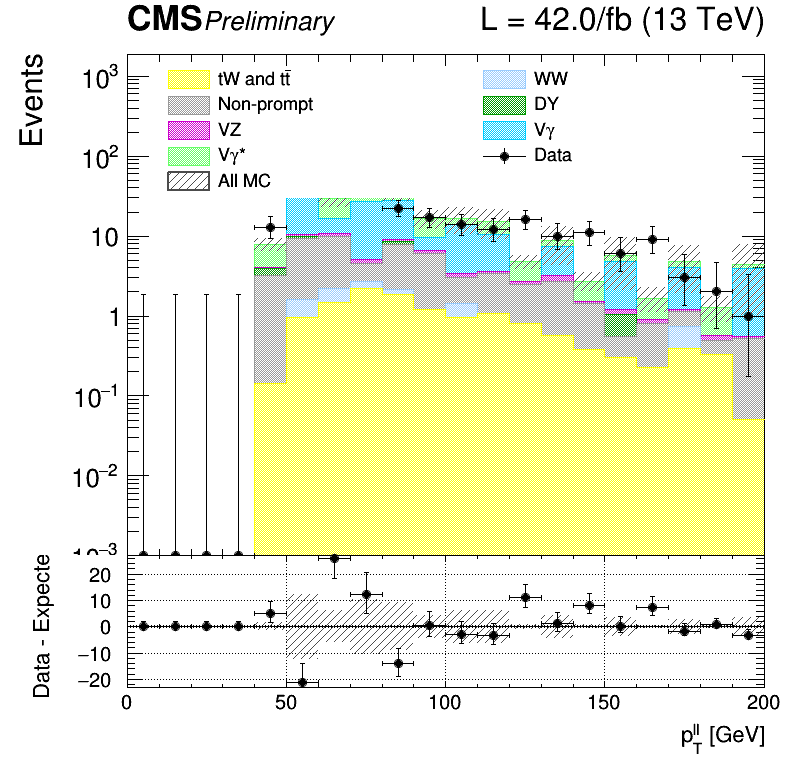 CMS Preliminary L = 42.0/fb (13 TeV)
Events
10³
10²
10
1
10⁻¹
10⁻²
10⁻³
tW and tt̄
Non-prompt
VZ
Vγ*
All MC
WW
DY
Vγ
Data
Data - Expecte
20
10
0
−10
−20
0 50 100 150 200
p_T^ll [GeV]